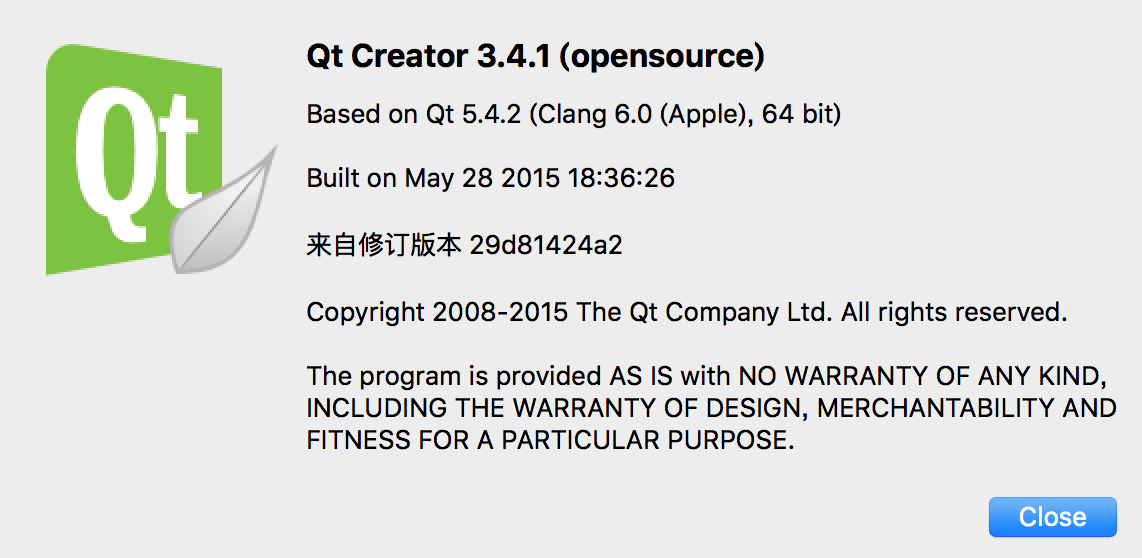 Qt
Qt Creator 3.4.1 (opensource)
Based on Qt 5.4.2 (Clang 6.0 (Apple), 64 bit)
Built on May 28 2015 18:36:26
来自修订版本 29d81424a2
Copyright 2008-2015 The Qt Company Ltd. All rights reserved.
The program is provided AS IS with NO WARRANTY OF ANY KIND,
INCLUDING THE WARRANTY OF DESIGN, MERCHANTABILITY AND
FITNESS FOR A PARTICULAR PURPOSE.
Close